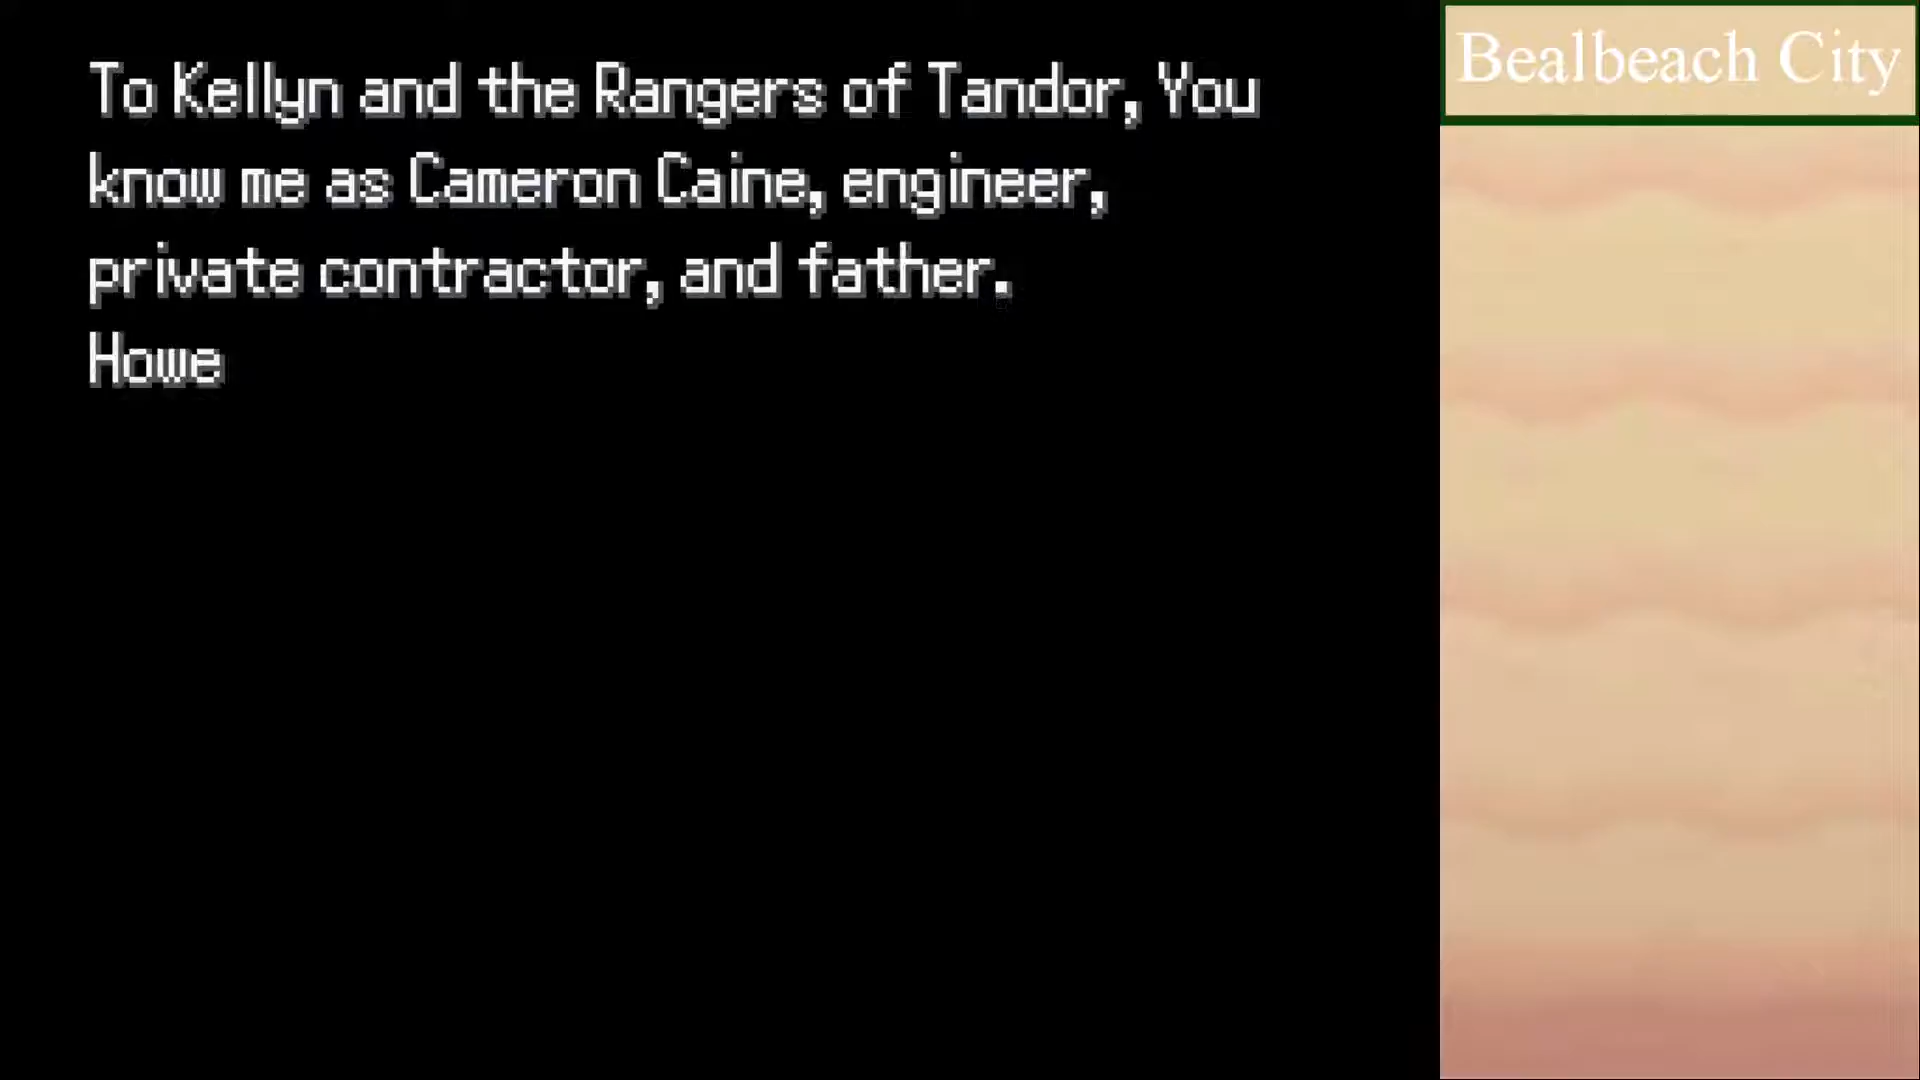 To Kellyn and the Rangers of Tandor, You
know me as Cameron Caine, engineer,
private contractor, and father.
Howe
Bealbeach City